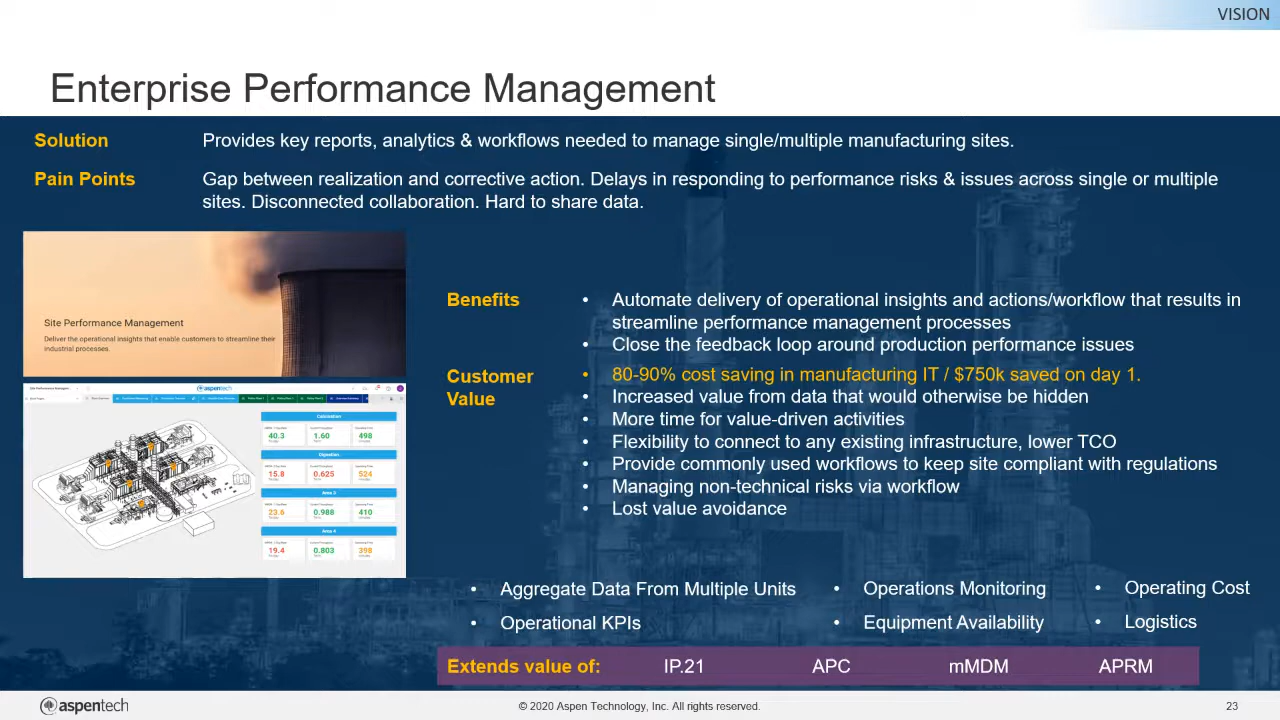 VISION
Enterprise Performance Management
Solution
Provides key reports, analytics & workflows needed to manage single/multiple manufacturing sites.
Pain Points
Gap between realization and corrective action. Delays in responding to performance risks & issues across single or multiple
sites. Disconnected collaboration. Hard to share data.
Site Performance Management
Deliver the operational insights that enable customers to streamline their
industrial processes.
aspentech
Calcination
40.3 1.60 498
Digestion
15.8 0.625 524
Area 3
23.6 0.988 410
Area 4
19.4 0.803 398
Benefits
• Automate delivery of operational insights and actions/workflow that results in
streamline performance management processes
• Close the feedback loop around production performance issues
Customer
Value
• 80-90% cost saving in manufacturing IT / $750k saved on day 1.
• Increased value from data that would otherwise be hidden
• More time for value-driven activities
• Flexibility to connect to any existing infrastructure, lower TCO
• Provide commonly used workflows to keep site compliant with regulations
• Managing non-technical risks via workflow
• Lost value avoidance
• Aggregate Data From Multiple Units • Operations Monitoring • Operating Cost
• Operational KPIs • Equipment Availability • Logistics
Extends value of: IP.21 APC mMDM APRM
aspentech
© 2020 Aspen Technology, Inc. All rights reserved.
23